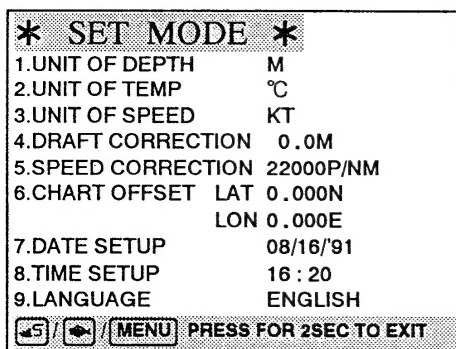 * SET MODE *
1.UNIT OF DEPTH M
2.UNIT OF TEMP ℃
3.UNIT OF SPEED KT
4.DRAFT CORRECTION 0.0M
5.SPEED CORRECTION 22000P/NM
6.CHART OFFSET LAT 0.000N
LON 0.000E
7.DATE SETUP 08/16/'91
8.TIME SETUP 16:20
9.LANGUAGE ENGLISH
/ / MENU PRESS FOR 2SEC TO EXIT